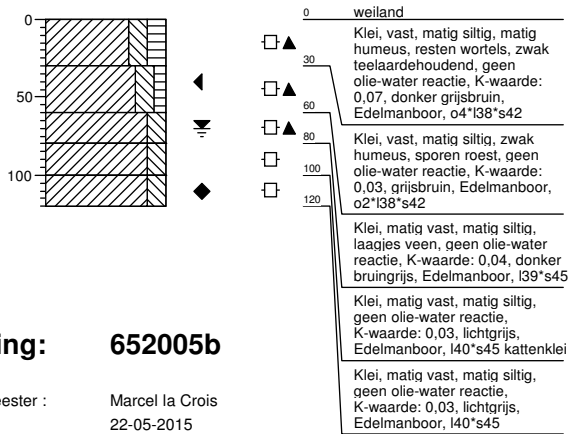 0
50
100
0
30
60
80
100
120
weiland
Klei, vast, matig siltig, matig
humeus, resten wortels, zwak
teelaardehoudend, geen
olie-water reactie, K-waarde:
0,07, donker grijsbruin,
Edelmanboor, o4*l38*s42
Klei, vast, matig siltig, zwak
humeus, sporen roest, geen
olie-water reactie, K-waarde:
0,03, grijsbruin, Edelmanboor,
o2*l38*s42
Klei, matig vast, matig siltig,
laagjes veen, geen olie-water
reactie, K-waarde: 0,04, donker
bruingrijs, Edelmanboor, l39*s45
Klei, matig vast, matig siltig,
geen olie-water reactie,
K-waarde: 0,03, lichtgrijs,
Edelmanboor, l40*s45 kattenklei
Klei, matig vast, matig siltig,
geen olie-water reactie,
K-waarde: 0,03, lichtgrijs,
Edelmanboor, l40*s45
ing: 652005b
eester : Marcel la Crois
22-05-2015